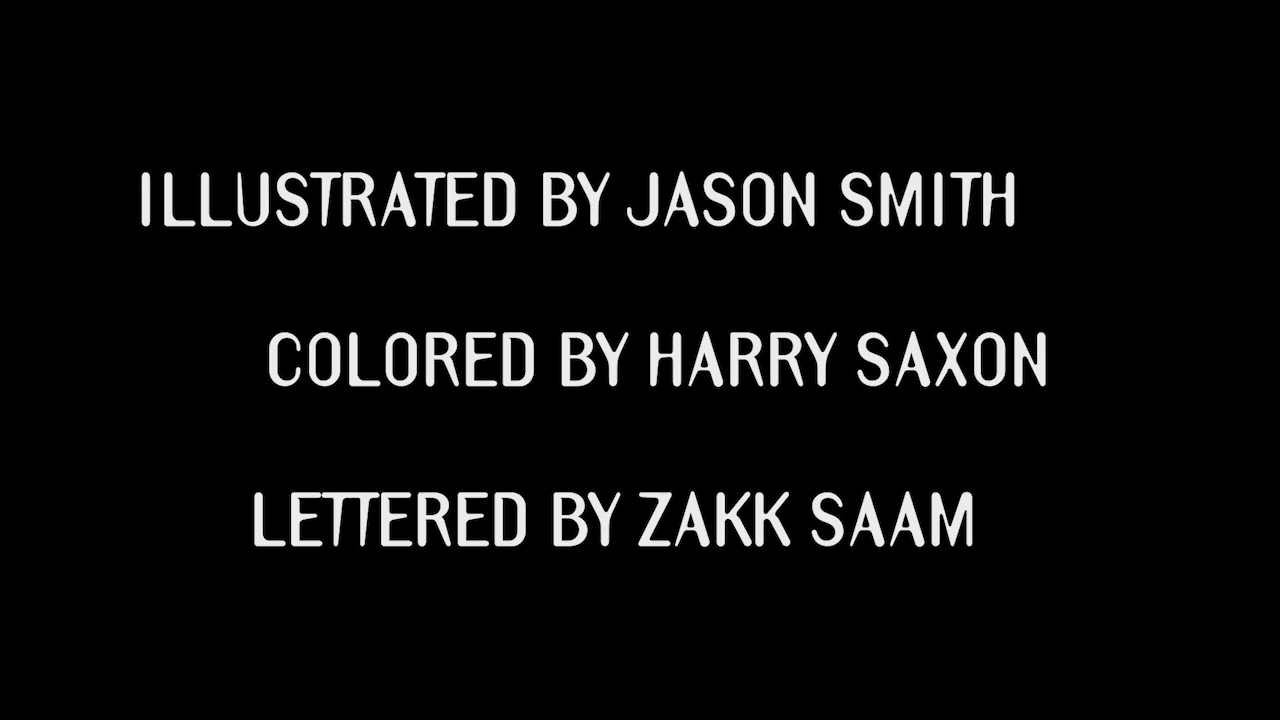 ILLUSTRATED BY JASON SMITH
COLORED BY HARRY SAXON
LETTERED BY ZAKK SAAM